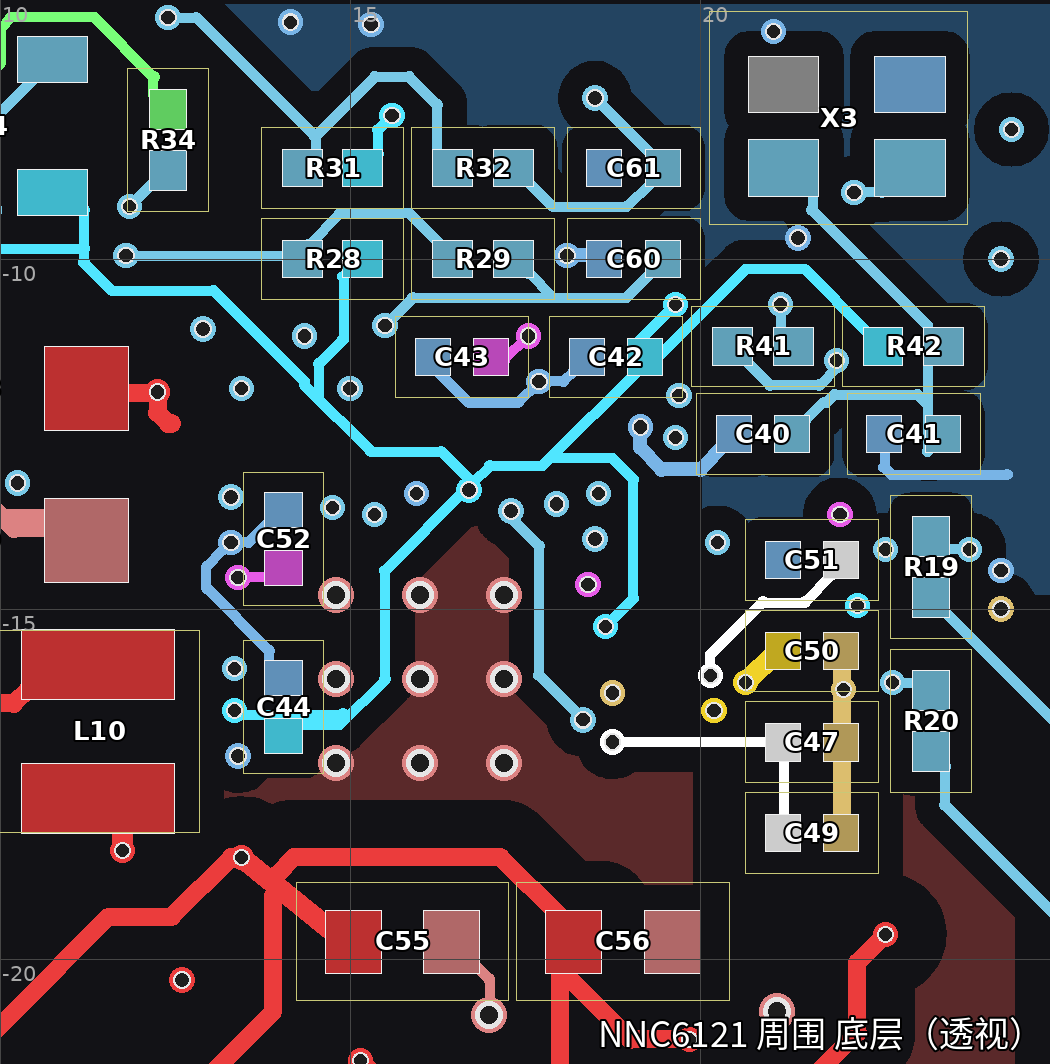 10 15 20
X3
4 R34 R31 R32 C61
-10 R28 R29 C60
C43 C42 R41 R42
C40 C41
C52 C51 R19
-15
C50
C44 R20
L10 C47
C49
C55 C56
-20
NNC6121 周围 底层（透视）